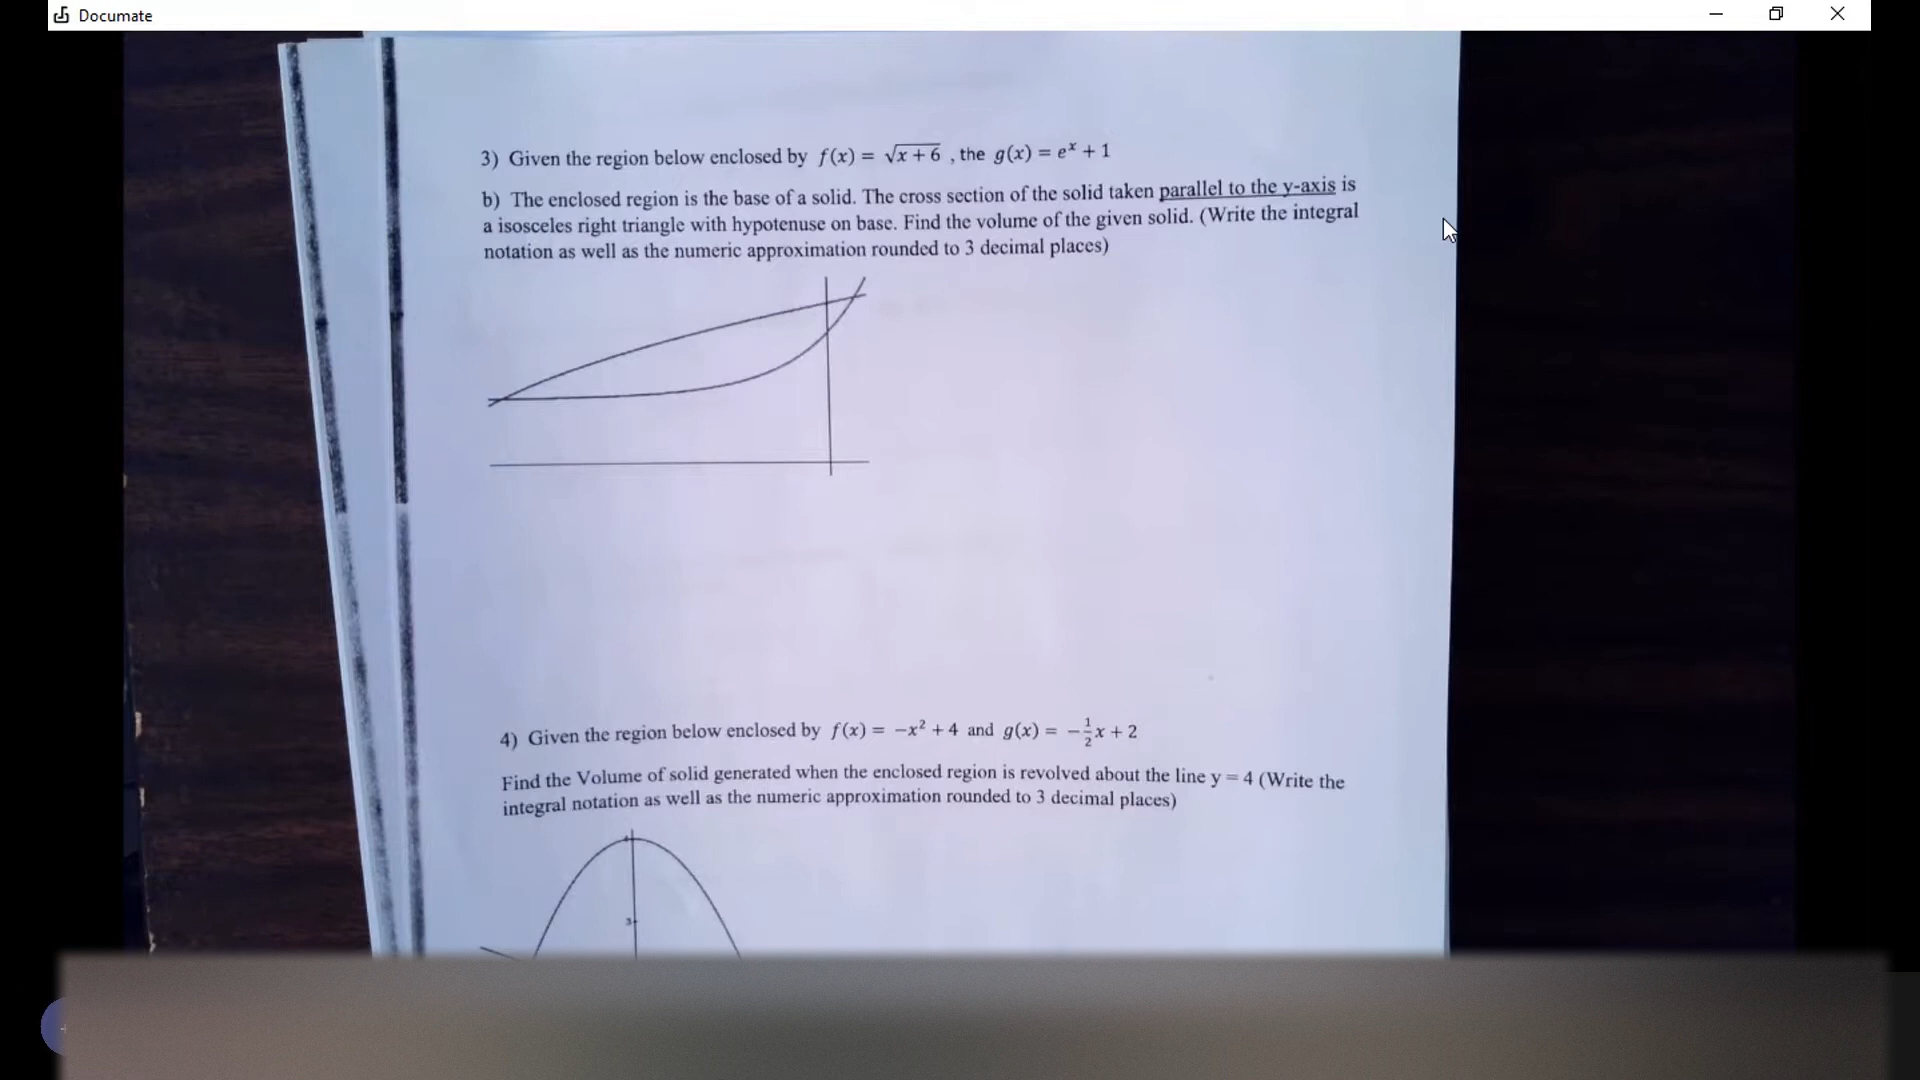 Documate
3) Given the region below enclosed by f(x) = √x + 6 , the g(x) = eˣ + 1
b) The enclosed region is the base of a solid. The cross section of the solid taken parallel to the y-axis is
a isosceles right triangle with hypotenuse on base. Find the volume of the given solid. (Write the integral
notation as well as the numeric approximation rounded to 3 decimal places)
4) Given the region below enclosed by f(x) = −x² + 4 and g(x) = −½x + 2
Find the Volume of solid generated when the enclosed region is revolved about the line y = 4 (Write the
integral notation as well as the numeric approximation rounded to 3 decimal places)
3